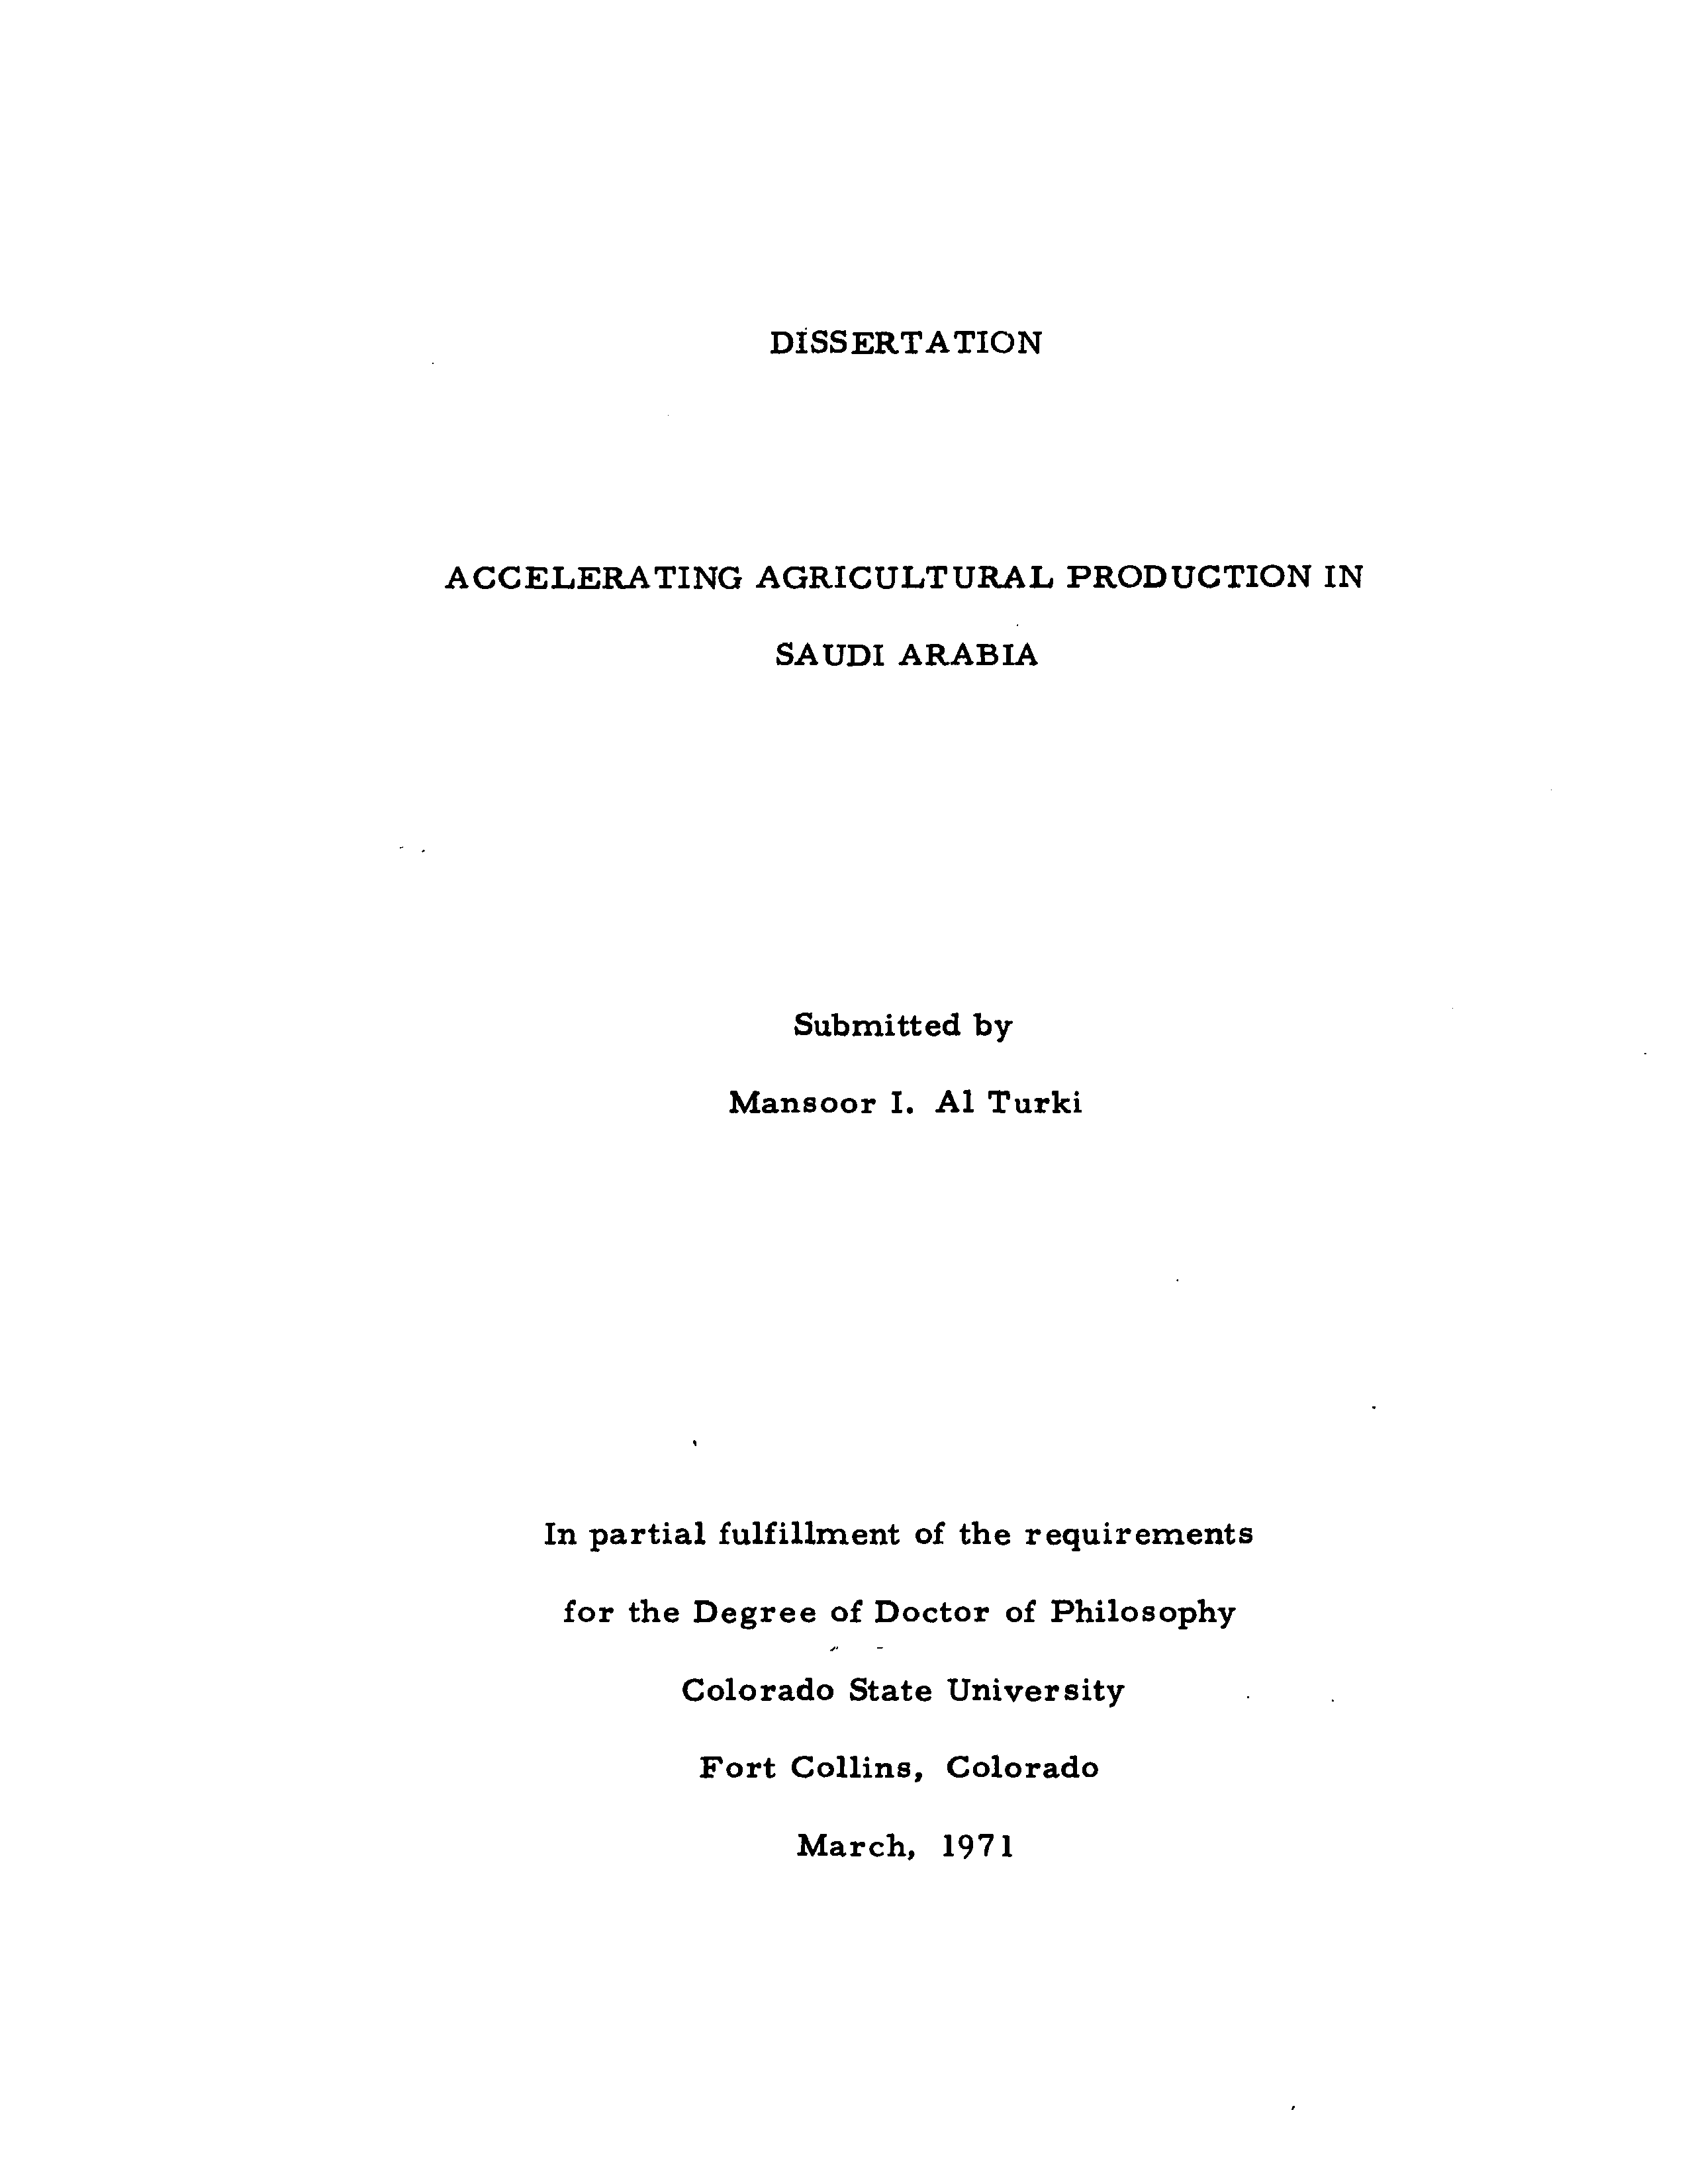 DISSERTATION
ACCELERATING AGRICULTURAL PRODUCTION IN
SAUDI ARABIA
Submitted by
Mansoor I. Al Turki
In partial fulfillment of the requirements
for the Degree of Doctor of Philosophy
Colorado State University
Fort Collins, Colorado
March, 1971